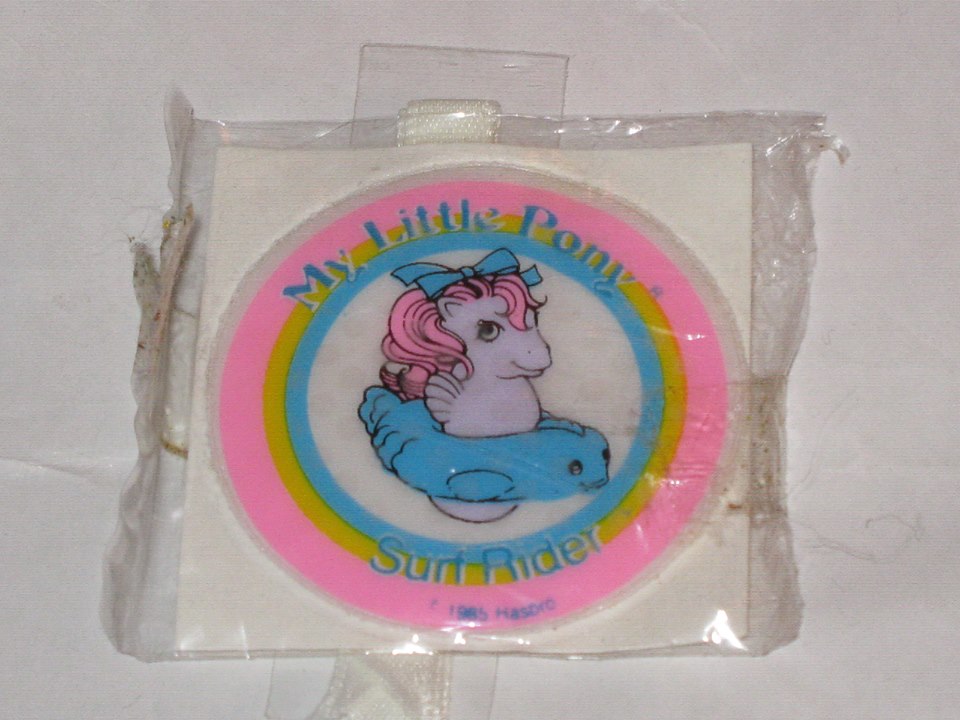 My Little Pony ®
Surf Rider
© 1985 Hasbro